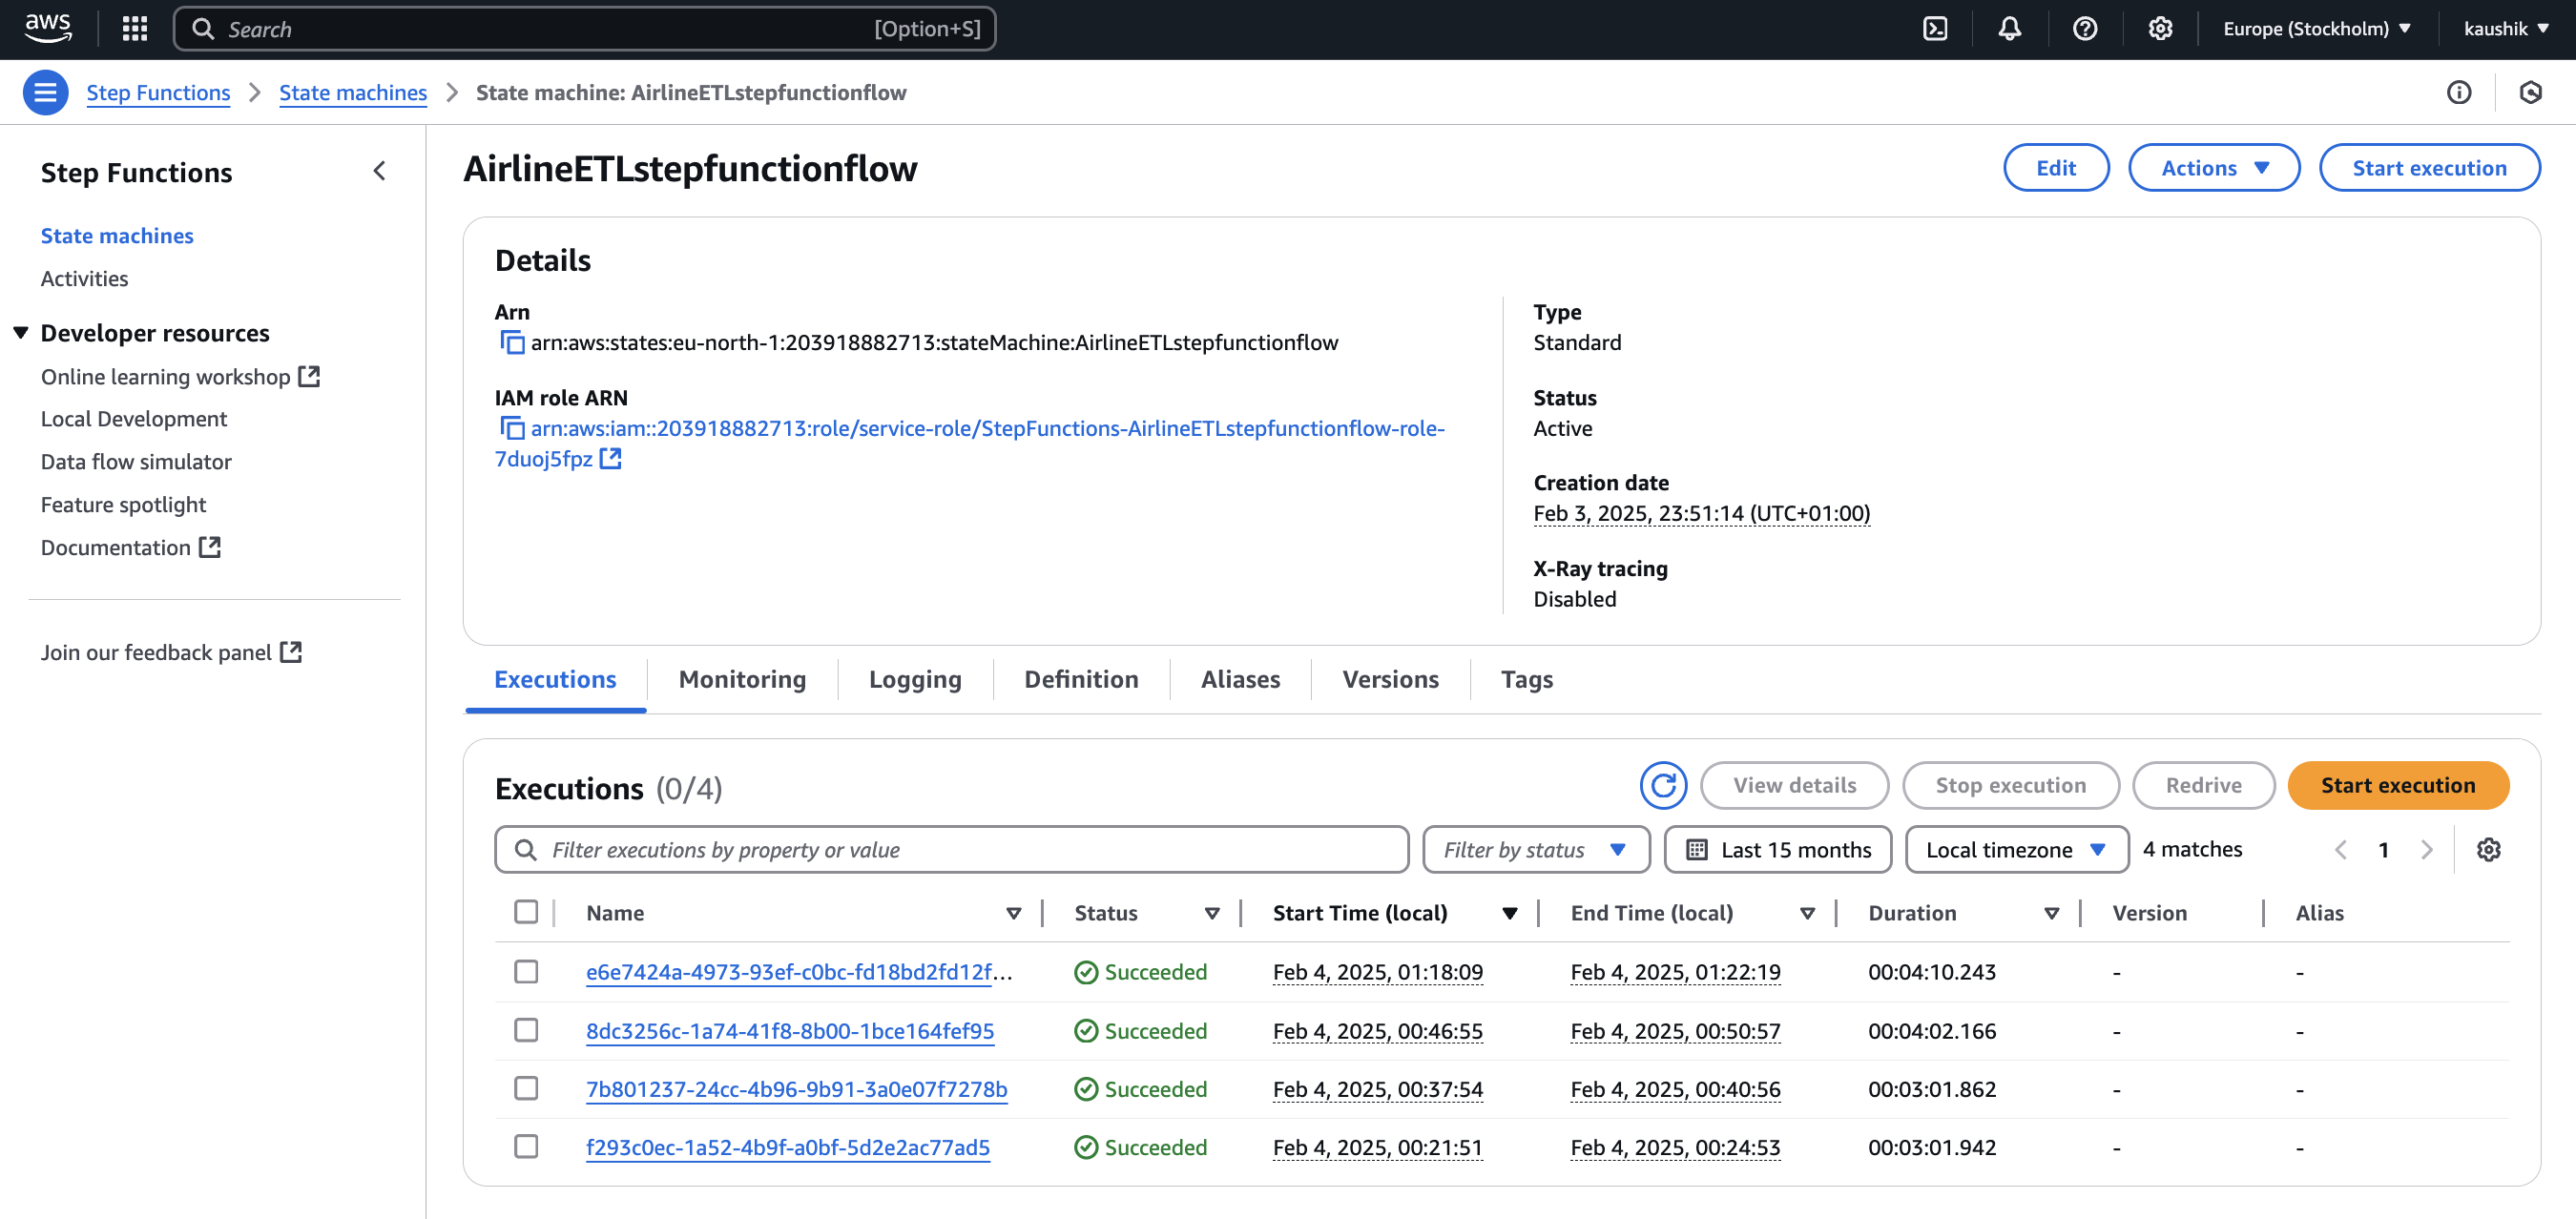 aws
Search [Option+S]
Europe (Stockholm)
kaushik
Step Functions
State machines
State machine: AirlineETLstepfunctionflow
Step Functions
State machines
Activities
Developer resources
Online learning workshop
Local Development
Data flow simulator
Feature spotlight
Documentation
Join our feedback panel
AirlineETLstepfunctionflow
Edit
Actions
Start execution
Details
Arn
arn:aws:states:eu-north-1:203918882713:stateMachine:AirlineETLstepfunctionflow
IAM role ARN
arn:aws:iam::203918882713:role/service-role/StepFunctions-AirlineETLstepfunctionflow-role-
7duoj5fpz
Type
Standard
Status
Active
Creation date
Feb 3, 2025, 23:51:14 (UTC+01:00)
X-Ray tracing
Disabled
Executions Monitoring Logging Definition Aliases Versions Tags
Executions (0/4)
View details
Stop execution
Redrive
Start execution
Filter executions by property or value
Filter by status
Last 15 months
Local timezone
4 matches
1
Name Status Start Time (local) End Time (local) Duration Version Alias
e6e7424a-4973-93ef-c0bc-fd18bd2fd12f... Succeeded Feb 4, 2025, 01:18:09 Feb 4, 2025, 01:22:19 00:04:10.243 - -
8dc3256c-1a74-41f8-8b00-1bce164fef95 Succeeded Feb 4, 2025, 00:46:55 Feb 4, 2025, 00:50:57 00:04:02.166 - -
7b801237-24cc-4b96-9b91-3a0e07f7278b Succeeded Feb 4, 2025, 00:37:54 Feb 4, 2025, 00:40:56 00:03:01.862 - -
f293c0ec-1a52-4b9f-a0bf-5d2e2ac77ad5 Succeeded Feb 4, 2025, 00:21:51 Feb 4, 2025, 00:24:53 00:03:01.942 - -